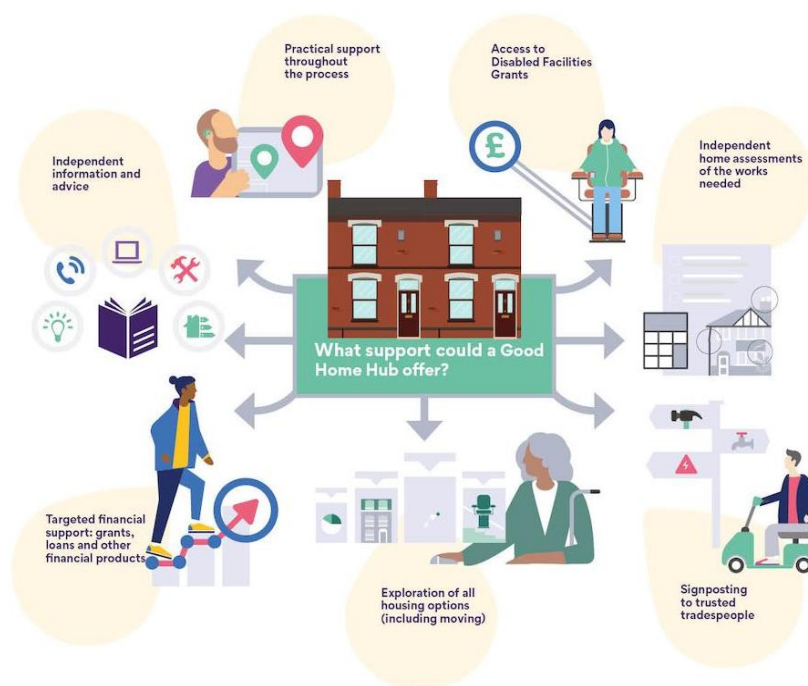 Practical support
throughout
the process
Access to
Disabled Facilities
Grants
Independent
information and
advice
Independent
home assessments
of the works
needed
£
What support could a Good
Home Hub offer?
Targeted financial
support: grants,
loans and other
financial products
Exploration of all
housing options
(including moving)
Signposting
to trusted
tradespeople